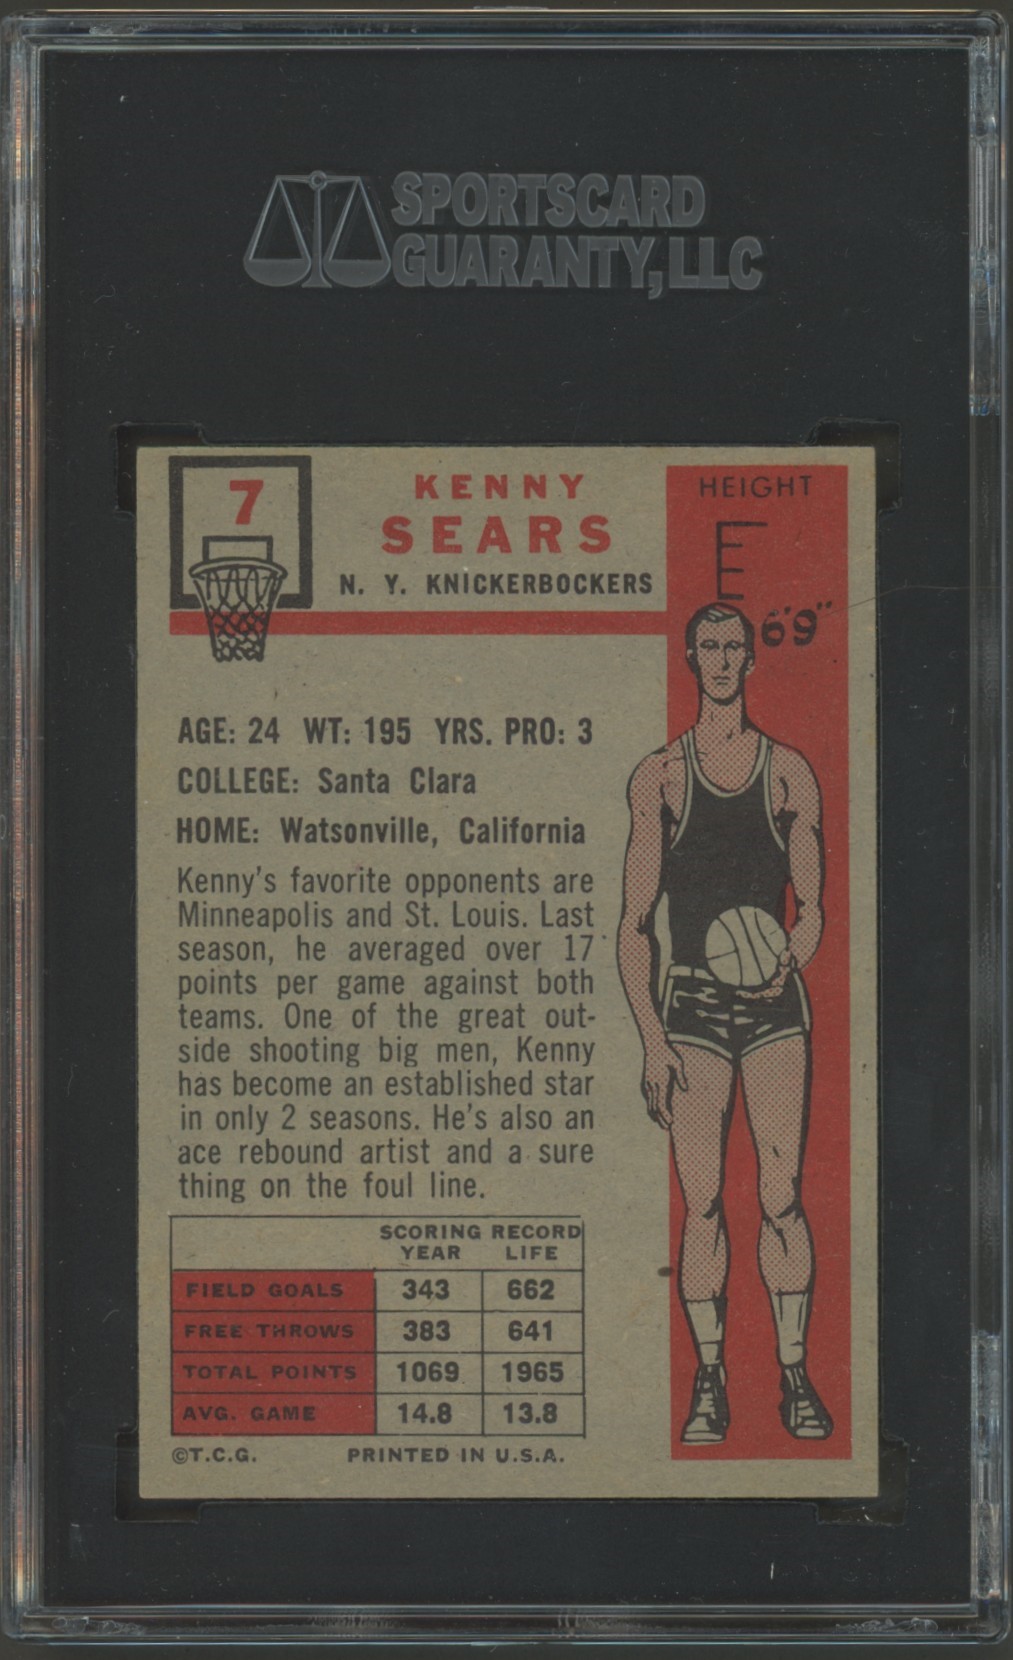 SPORTSCARD
GUARANTY, LLC
7
KENNY
SEARS
N. Y. KNICKERBOCKERS
HEIGHT
6'9"
AGE: 24 WT: 195 YRS. PRO: 3
COLLEGE: Santa Clara
HOME: Watsonville, California
Kenny's favorite opponents are
Minneapolis and St. Louis. Last
season, he averaged over 17
points per game against both
teams. One of the great out-
side shooting big men, Kenny
has become an established star
in only 2 seasons. He's also an
ace rebound artist and a sure
thing on the foul line.
SCORING RECORD
YEAR LIFE
FIELD GOALS 343 662
FREE THROWS 383 641
TOTAL POINTS 1069 1965
AVG. GAME 14.8 13.8
©T.C.G. PRINTED IN U.S.A.